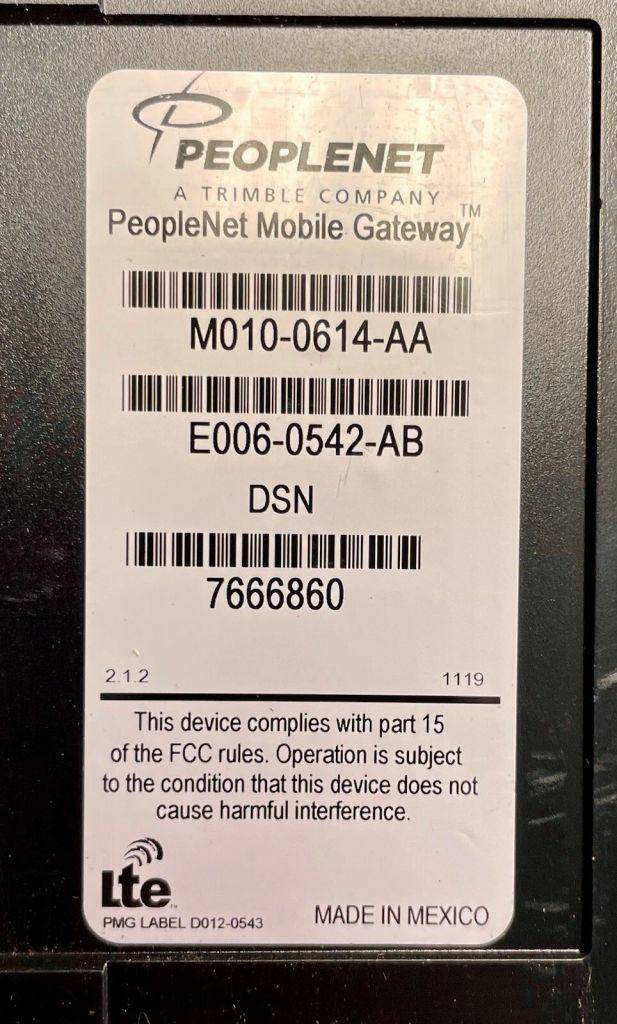 PEOPLENET
A TRIMBLE COMPANY
PeopleNet Mobile Gateway™
M010-0614-AA
E006-0542-AB
DSN
7666860
2.1.2 1119
This device complies with part 15
of the FCC rules. Operation is subject
to the condition that this device does not
cause harmful interference.
Lte™
PMG LABEL D012-0543 MADE IN MEXICO